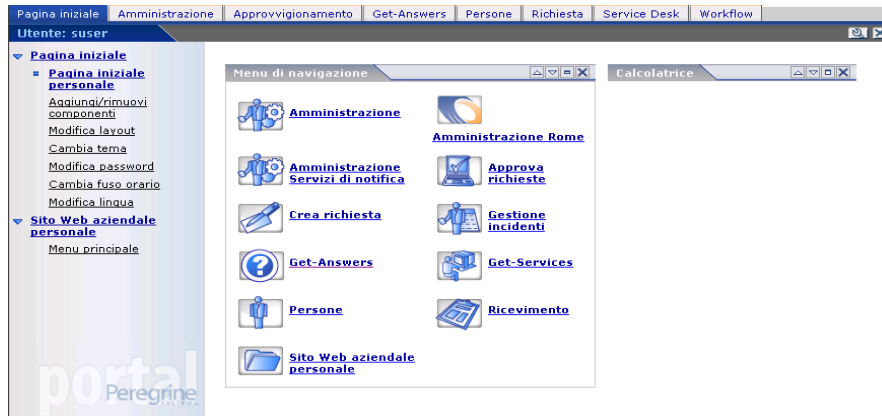 Pagina iniziale Amministrazione Approvvigionamento Get-Answers Persone Richiesta Service Desk Workflow
Utente: suser
Pagina iniziale
Pagina iniziale
personale
Aggiungi/rimuovi
componenti
Modifica layout
Cambia tema
Modifica password
Cambia fuso orario
Modifica lingua
Sito Web aziendale
personale
Menu principale
portal
Peregrine
Menu di navigazione
Amministrazione
Amministrazione Rome
Amministrazione
Servizi di notifica
Approva
richieste
Crea richiesta
Gestione
incidenti
Get-Answers
Get-Services
Persone
Ricevimento
Sito Web aziendale
personale
Calcolatrice